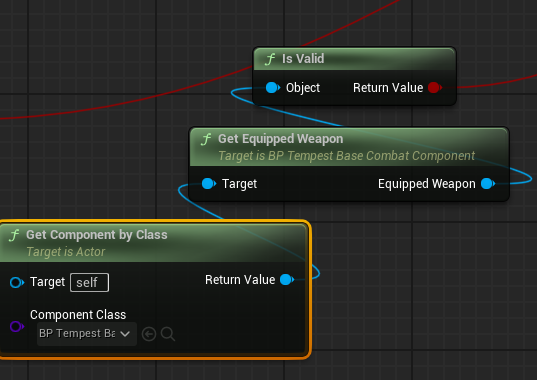 f Is Valid
Object Return Value
f Get Equipped Weapon
Target is BP Tempest Base Combat Component
Target Equipped Weapon
f Get Component by Class
Target is Actor
Target self Return Value
Component Class
BP Tempest Ba